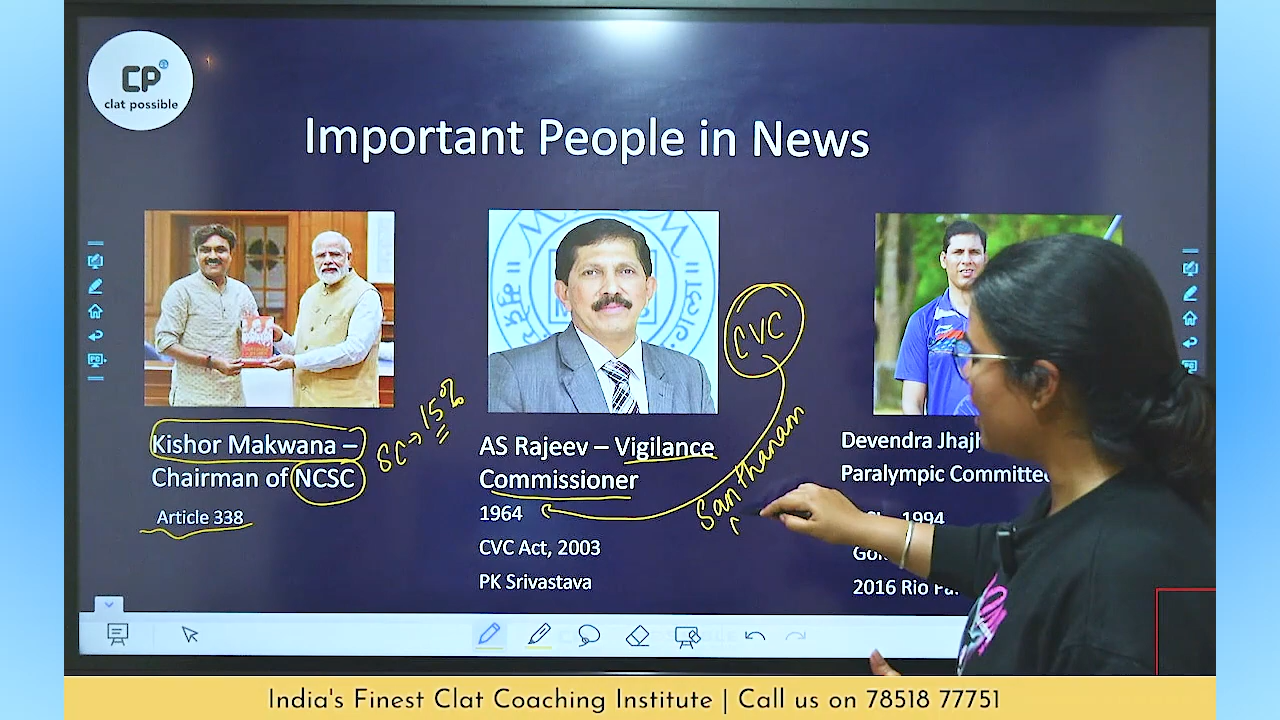 CP
clat possible
Important People in News
Kishor Makwana –
Chairman of NCSC
Article 338
SC → 15%
AS Rajeev – Vigilance
Commissioner
1964
CVC Act, 2003
PK Srivastava
CVC
Santhanam
Devendra
Paralympic Committee
1994
2016 Rio
India's Finest Clat Coaching Institute | Call us on 78518 77751